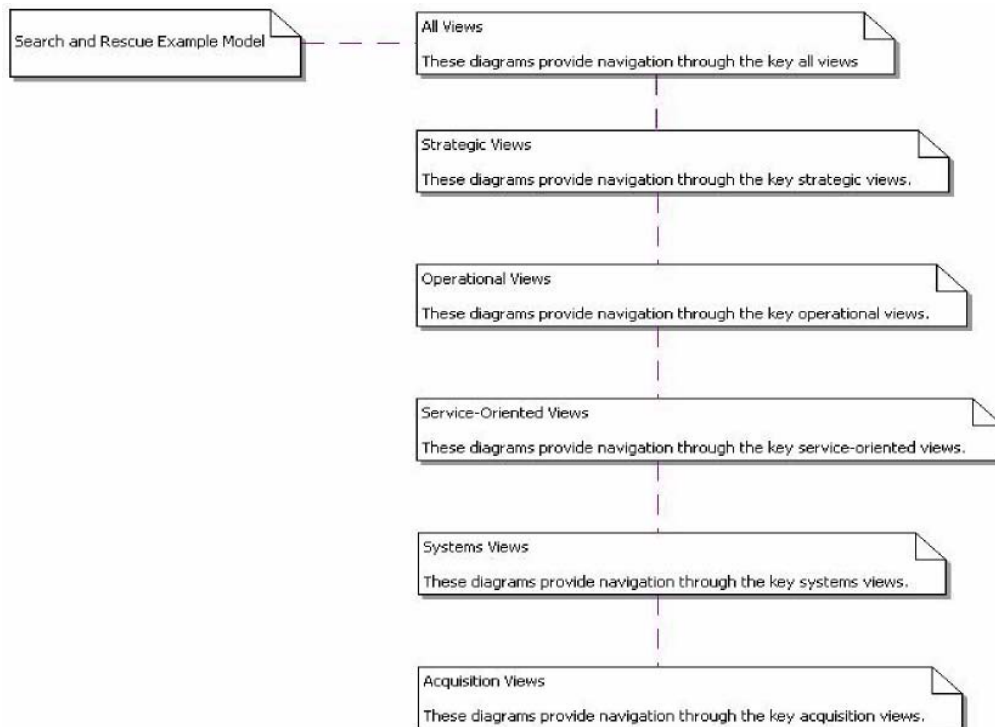 Search and Rescue Example Model
All Views
These diagrams provide navigation through the key all views
Strategic Views
These diagrams provide navigation through the key strategic views.
Operational Views
These diagrams provide navigation through the key operational views.
Service-Oriented Views
These diagrams provide navigation through the key service-oriented views.
Systems Views
These diagrams provide navigation through the key systems views.
Acquisition Views
These diagrams provide navigation through the key acquisition views.